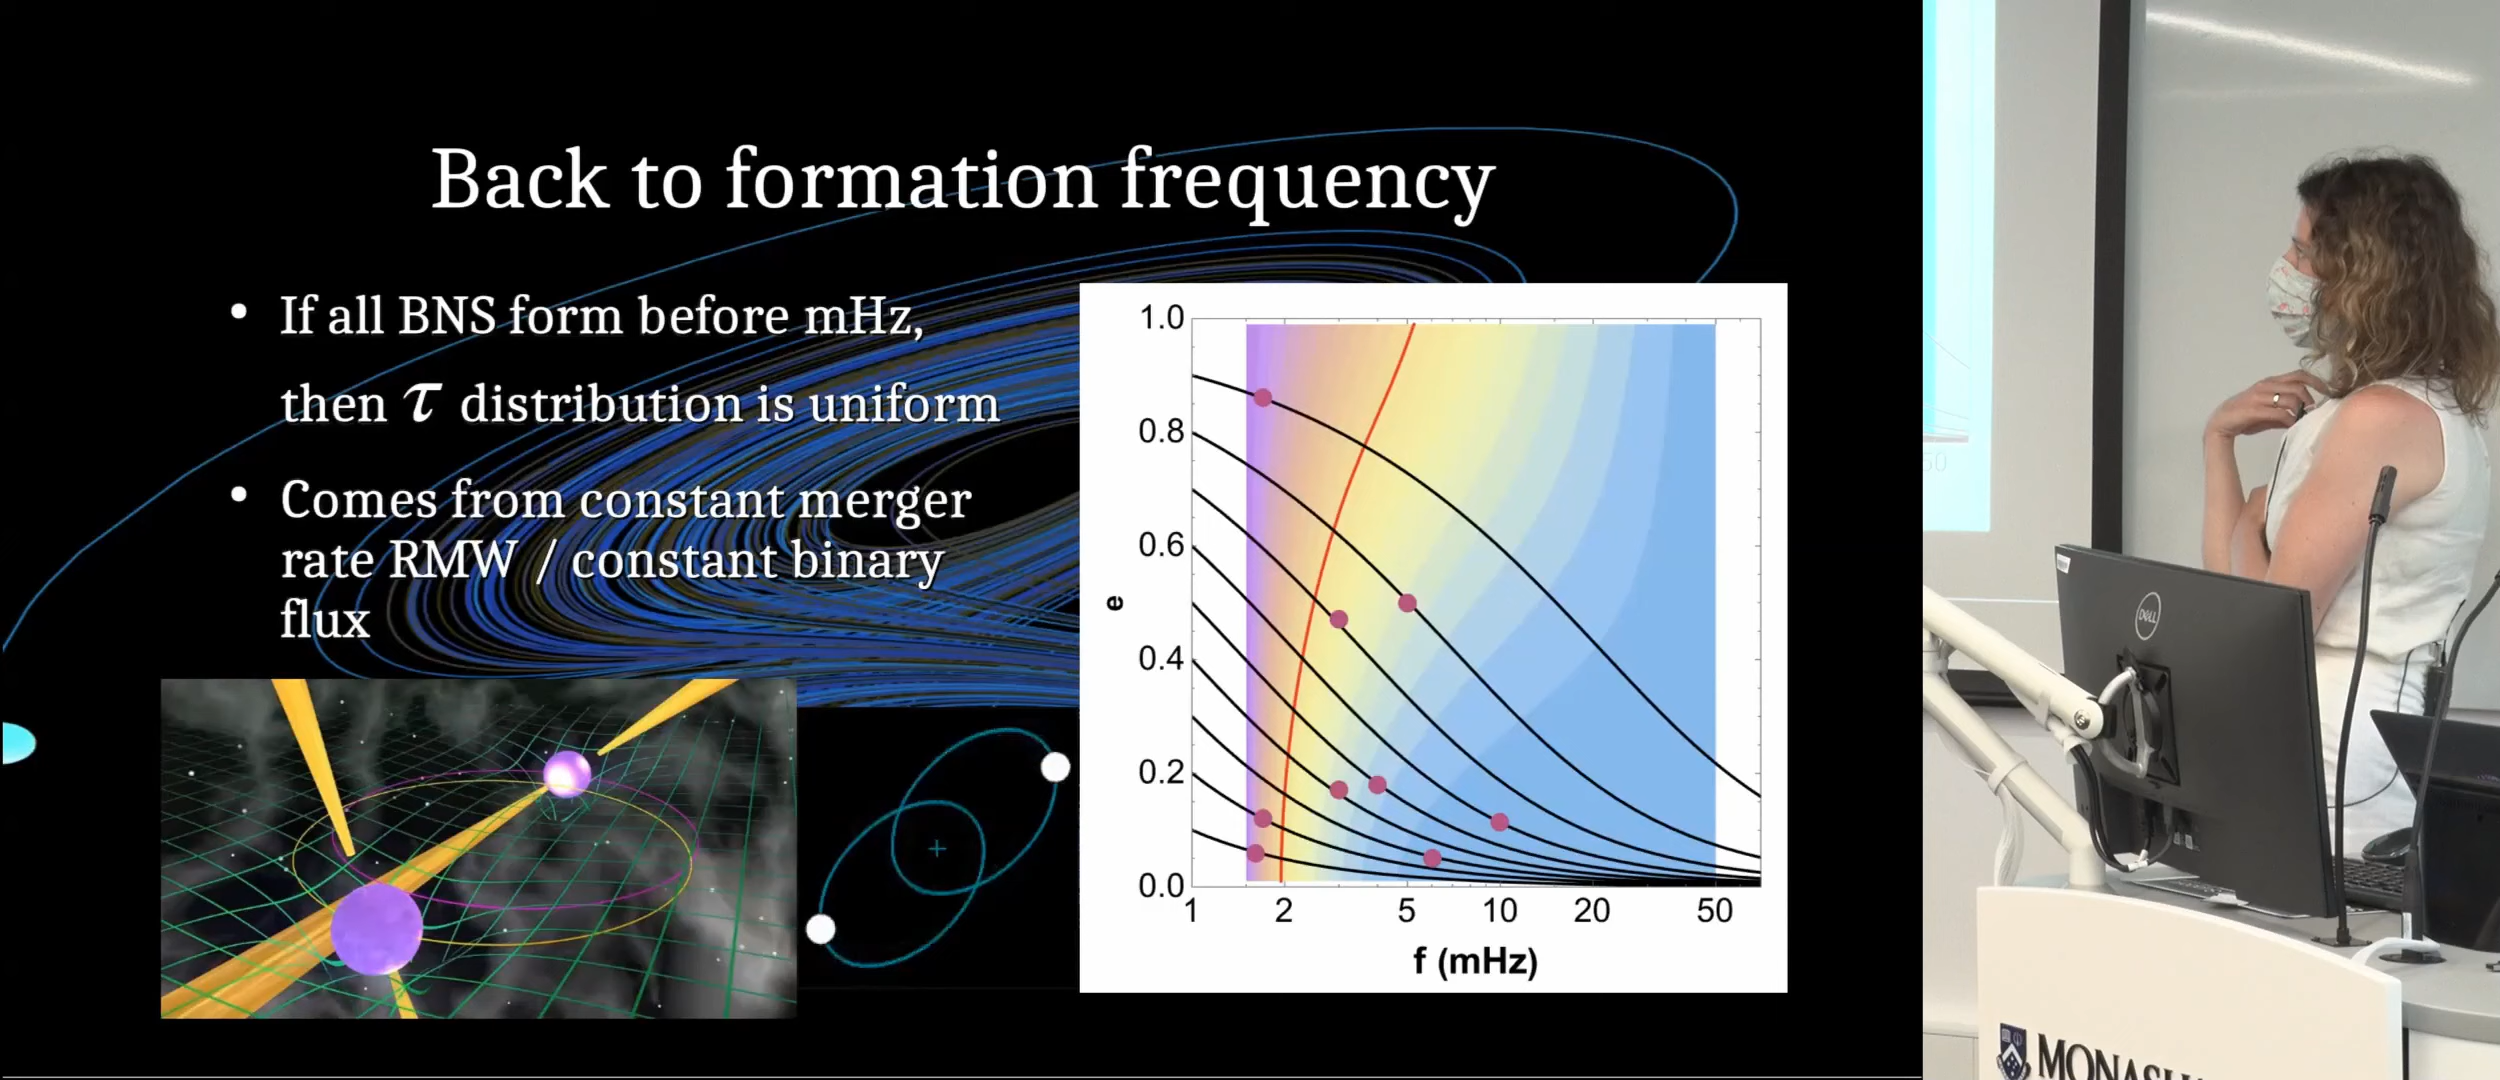 Back to formation frequency
• If all BNS form before mHz,
then τ distribution is uniform
• Comes from constant merger
rate RMW / constant binary
flux
1.0
0.8
0.6
0.4
0.2
0.0
e
1 2 5 10 20 50
f (mHz)
50
DELL
MONASH